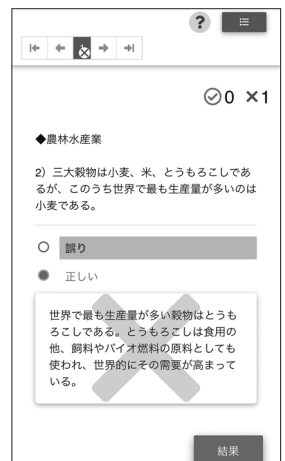 ?
0 ×1
◆農林水産業
2）三大穀物は小麦、米、とうもろこしであ
るが、このうち世界で最も生産量が多いのは
小麦である。
誤り
正しい
世界で最も生産量が多い穀物はとうも
ろこしである。とうもろこしは食用の
他、飼料やバイオ燃料の原料としても
使われ、世界的にその需要が高まって
いる。
結果